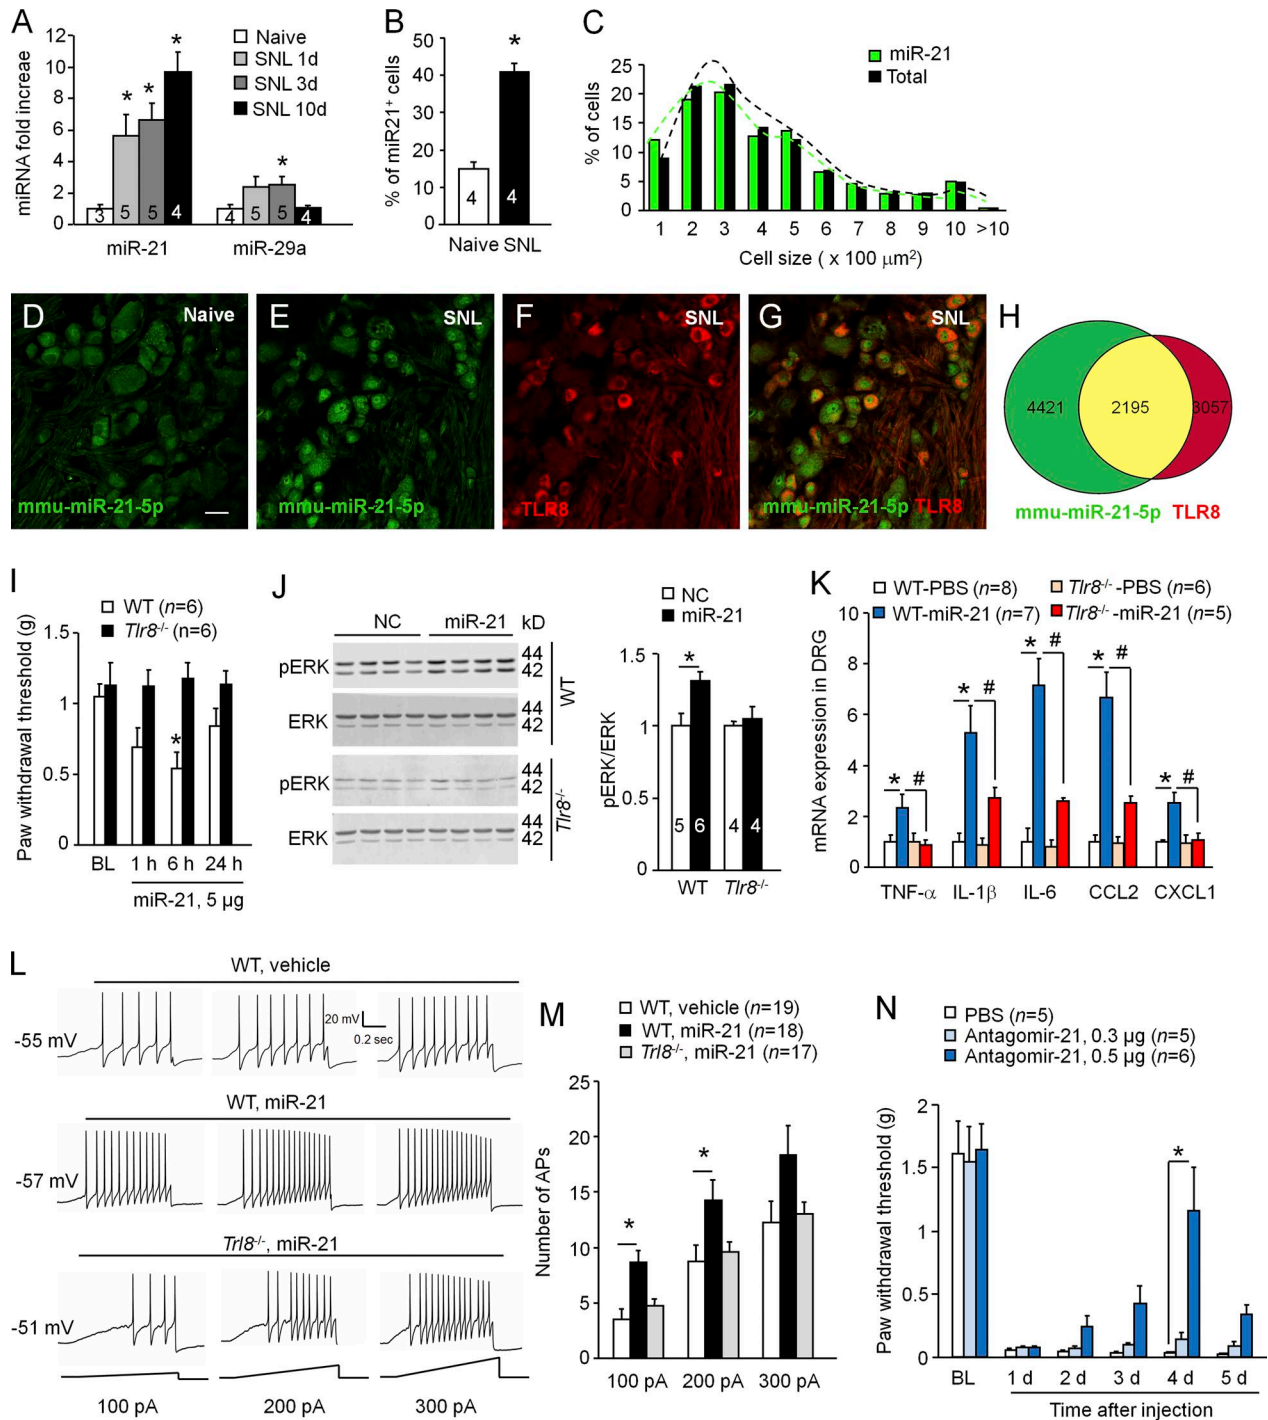 A
miRNA fold increae
12
10
8
6
4
2
0
Naive
SNL 1d
SNL 3d
SNL 10d
* * *
*
3 5 5 4
4 5 5 4
miR-21 miR-29a
B
% of miR21+ cells
50
40
30
20
10
0
*
4 4
Naive SNL
C
miR-21
Total
% of cells
25
20
15
10
5
0
1 2 3 4 5 6 7 8 9 10 >10
Cell size ( x 100 µm²)
D Naive
mmu-miR-21-5p
E SNL
mmu-miR-21-5p
F SNL
TLR8
G SNL
mmu-miR-21-5p TLR8
H
4421 2195 3057
mmu-miR-21-5p TLR8
I
WT (n=6)
Tlr8-/- (n=6)
Paw withdrawal threshold (g)
1.5
1
0.5
0
*
BL 1 h 6 h 24 h
miR-21, 5 µg
J
NC miR-21 kD
pERK 44
42
ERK 44
42
WT
pERK 44
42
ERK 44
42
Tlr8-/-
NC
miR-21
pERK/ERK
1.5
1
0.5
0
*
5 6 4 4
WT Tlr8-/-
K
WT-PBS (n=8) Tlr8-/--PBS (n=6)
WT-miR-21 (n=7) Tlr8-/--miR-21 (n=5)
mRNA expression in DRG
10
8
6
4
2
0
* # * # * # * # * #
TNF-α IL-1β IL-6 CCL2 CXCL1
L
WT, vehicle
-55 mV
20 mV
0.2 sec
WT, miR-21
-57 mV
Trl8-/-, miR-21
-51 mV
100 pA 200 pA 300 pA
M
WT, vehicle (n=19)
WT, miR-21 (n=18)
Trl8-/-, miR-21 (n=17)
Number of APs
25
20
15
10
5
0
* *
100 pA 200 pA 300 pA
N
PBS (n=5)
Antagomir-21, 0.3 µg (n=5)
Antagomir-21, 0.5 µg (n=6)
Paw withdrawal threshold (g)
2
1.5
1
0.5
0
*
BL 1 d 2 d 3 d 4 d 5 d
Time after injection